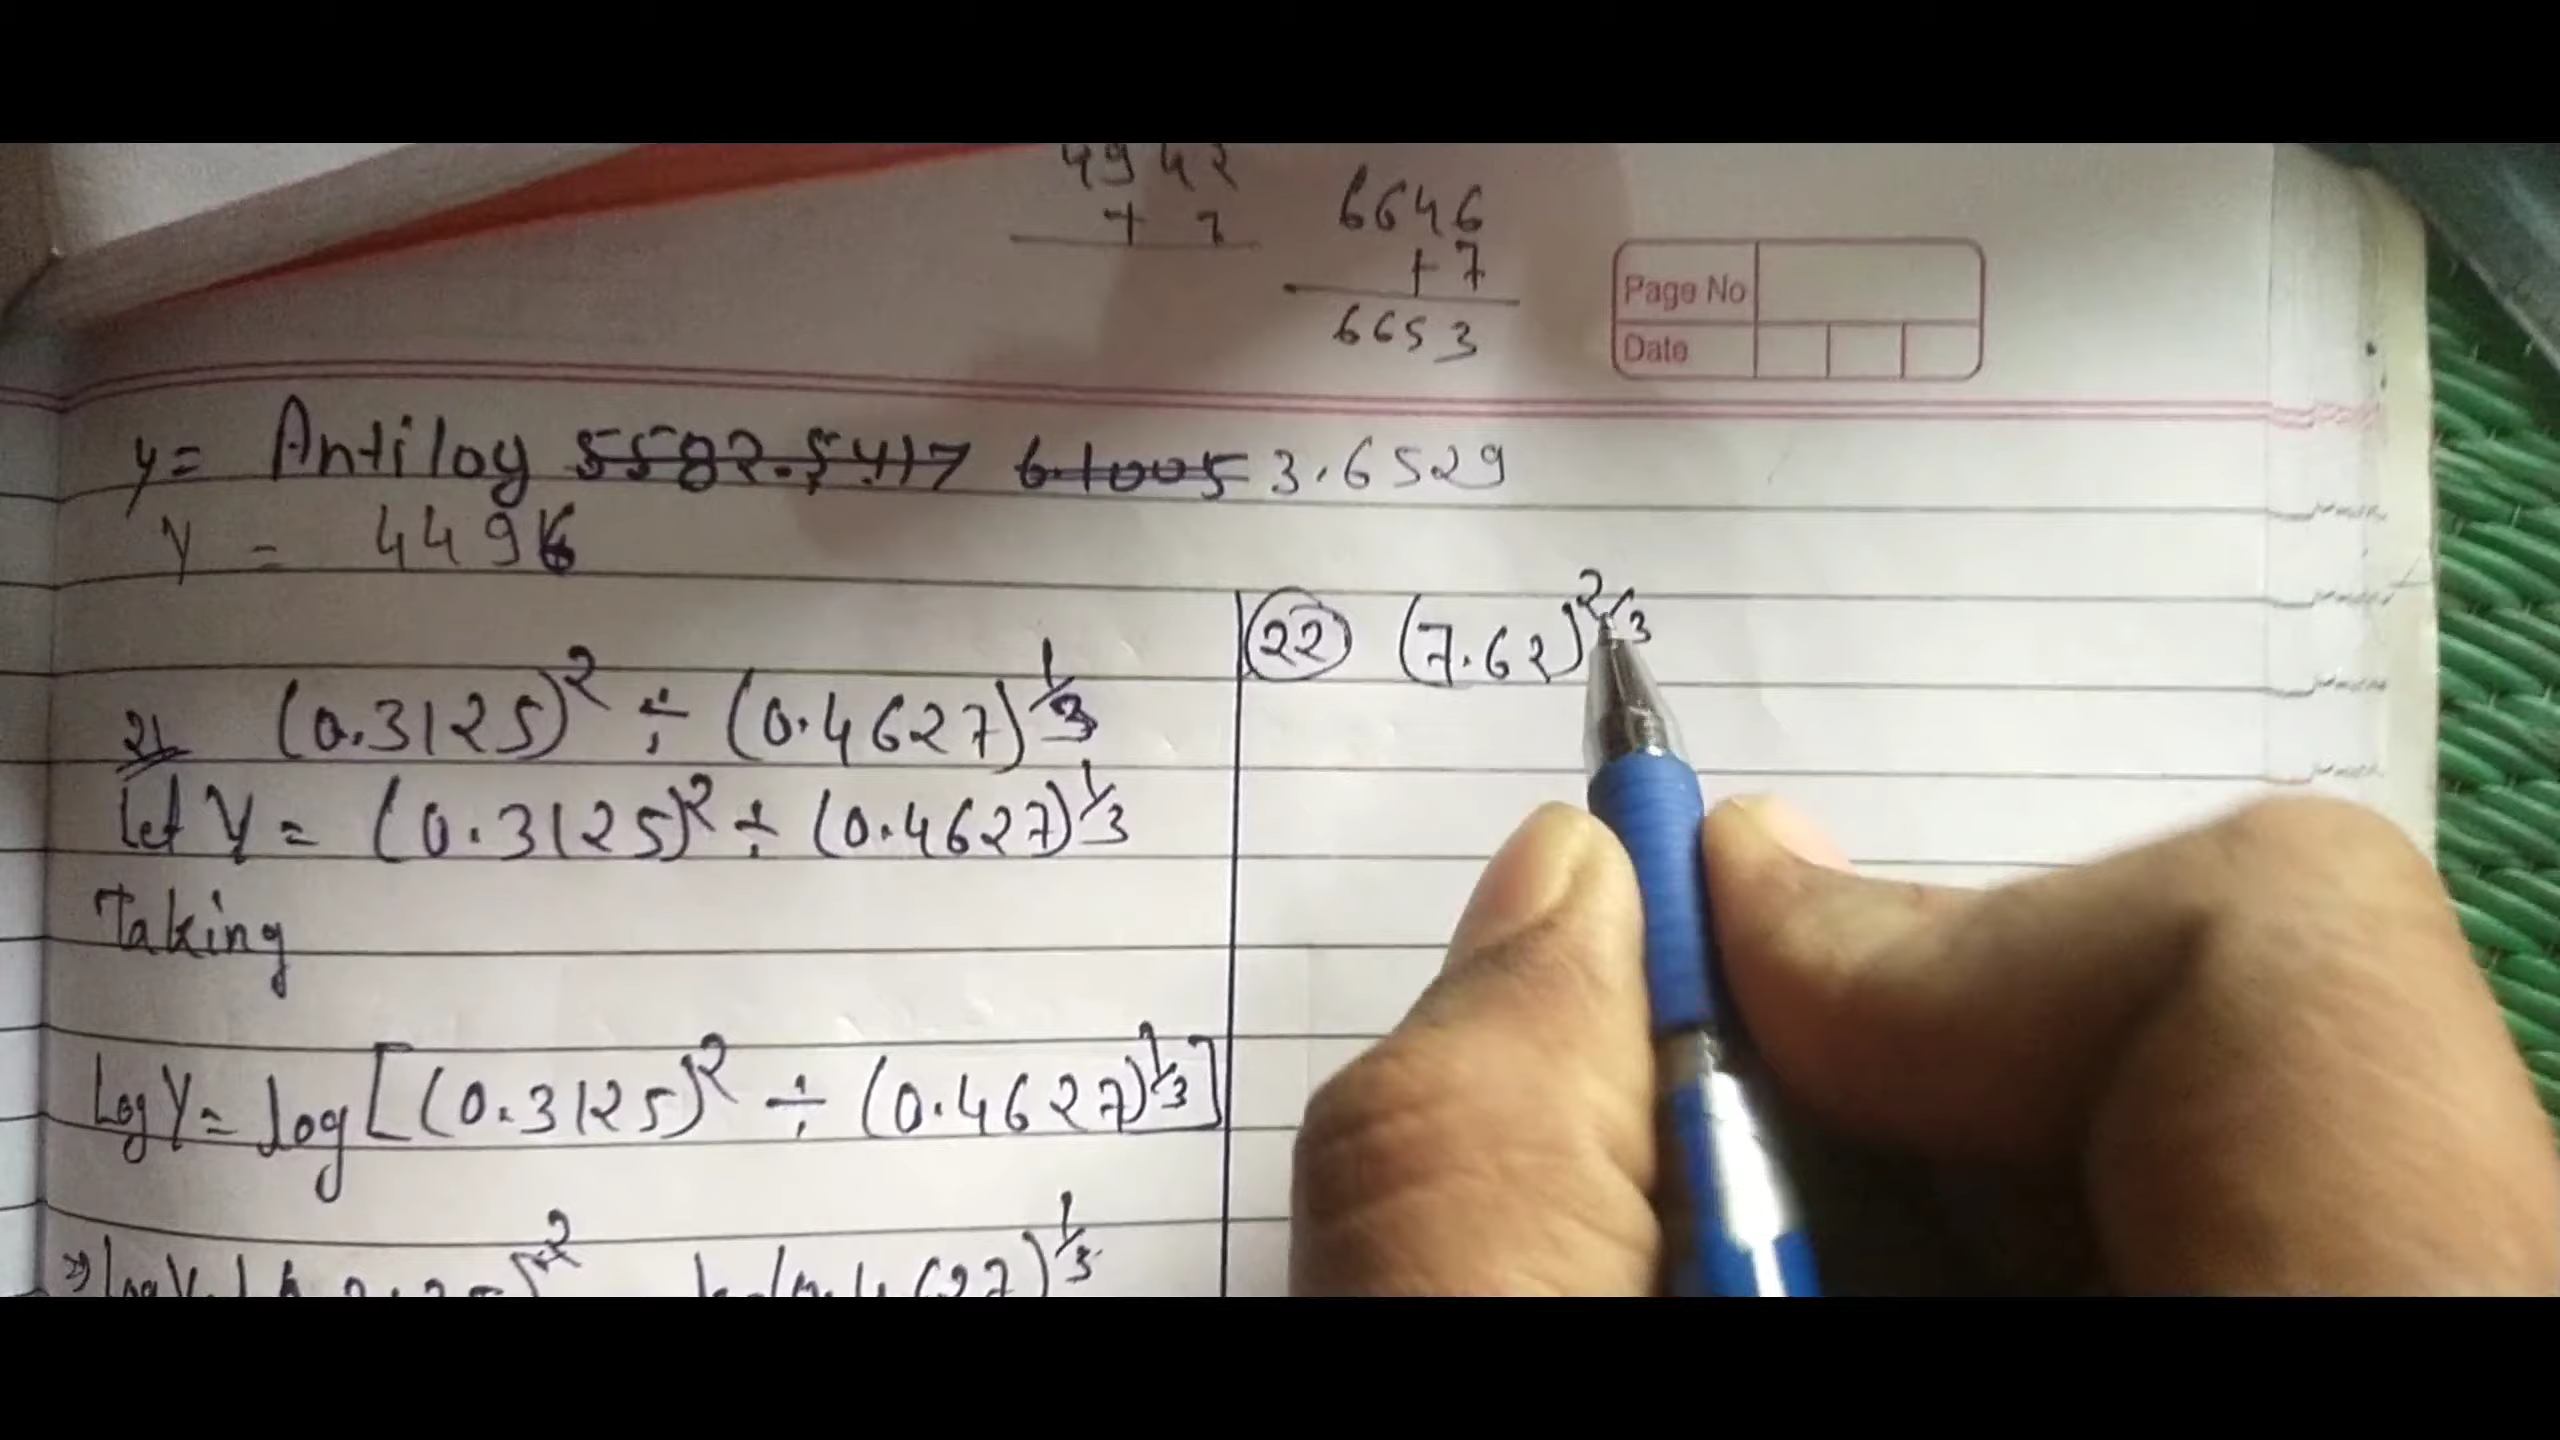 4942
+ 7
6646
+ 7
6653
Page No
Date
y = Antilog 5582.5417 6.1005 3.6529
Y = 4496
21 (0.3125)² ÷ (0.4627)^1/3
Let Y = (0.3125)² ÷ (0.4627)^1/3
Taking
Log Y = log [(0.3125)² ÷ (0.4627)^1/3]
22 (7.62)^2/3